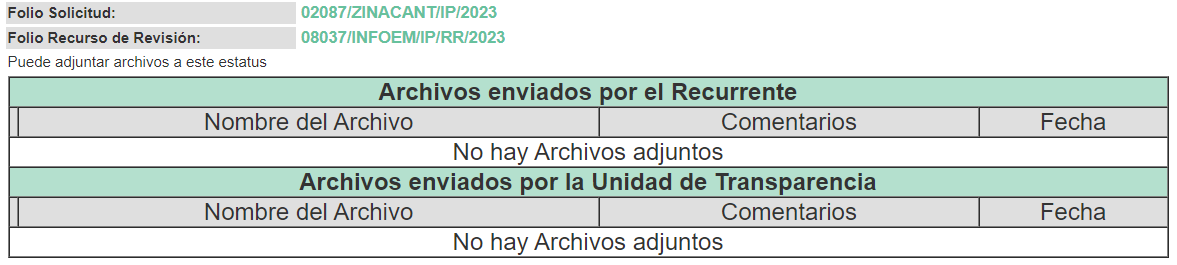 Folio Solicitud: 02087/ZINACANT/IP/2023
Folio Recurso de Revisión: 08037/INFOEM/IP/RR/2023
Puede adjuntar archivos a este estatus
Archivos enviados por el Recurrente
Nombre del Archivo Comentarios Fecha
No hay Archivos adjuntos
Archivos enviados por la Unidad de Transparencia
Nombre del Archivo Comentarios Fecha
No hay Archivos adjuntos